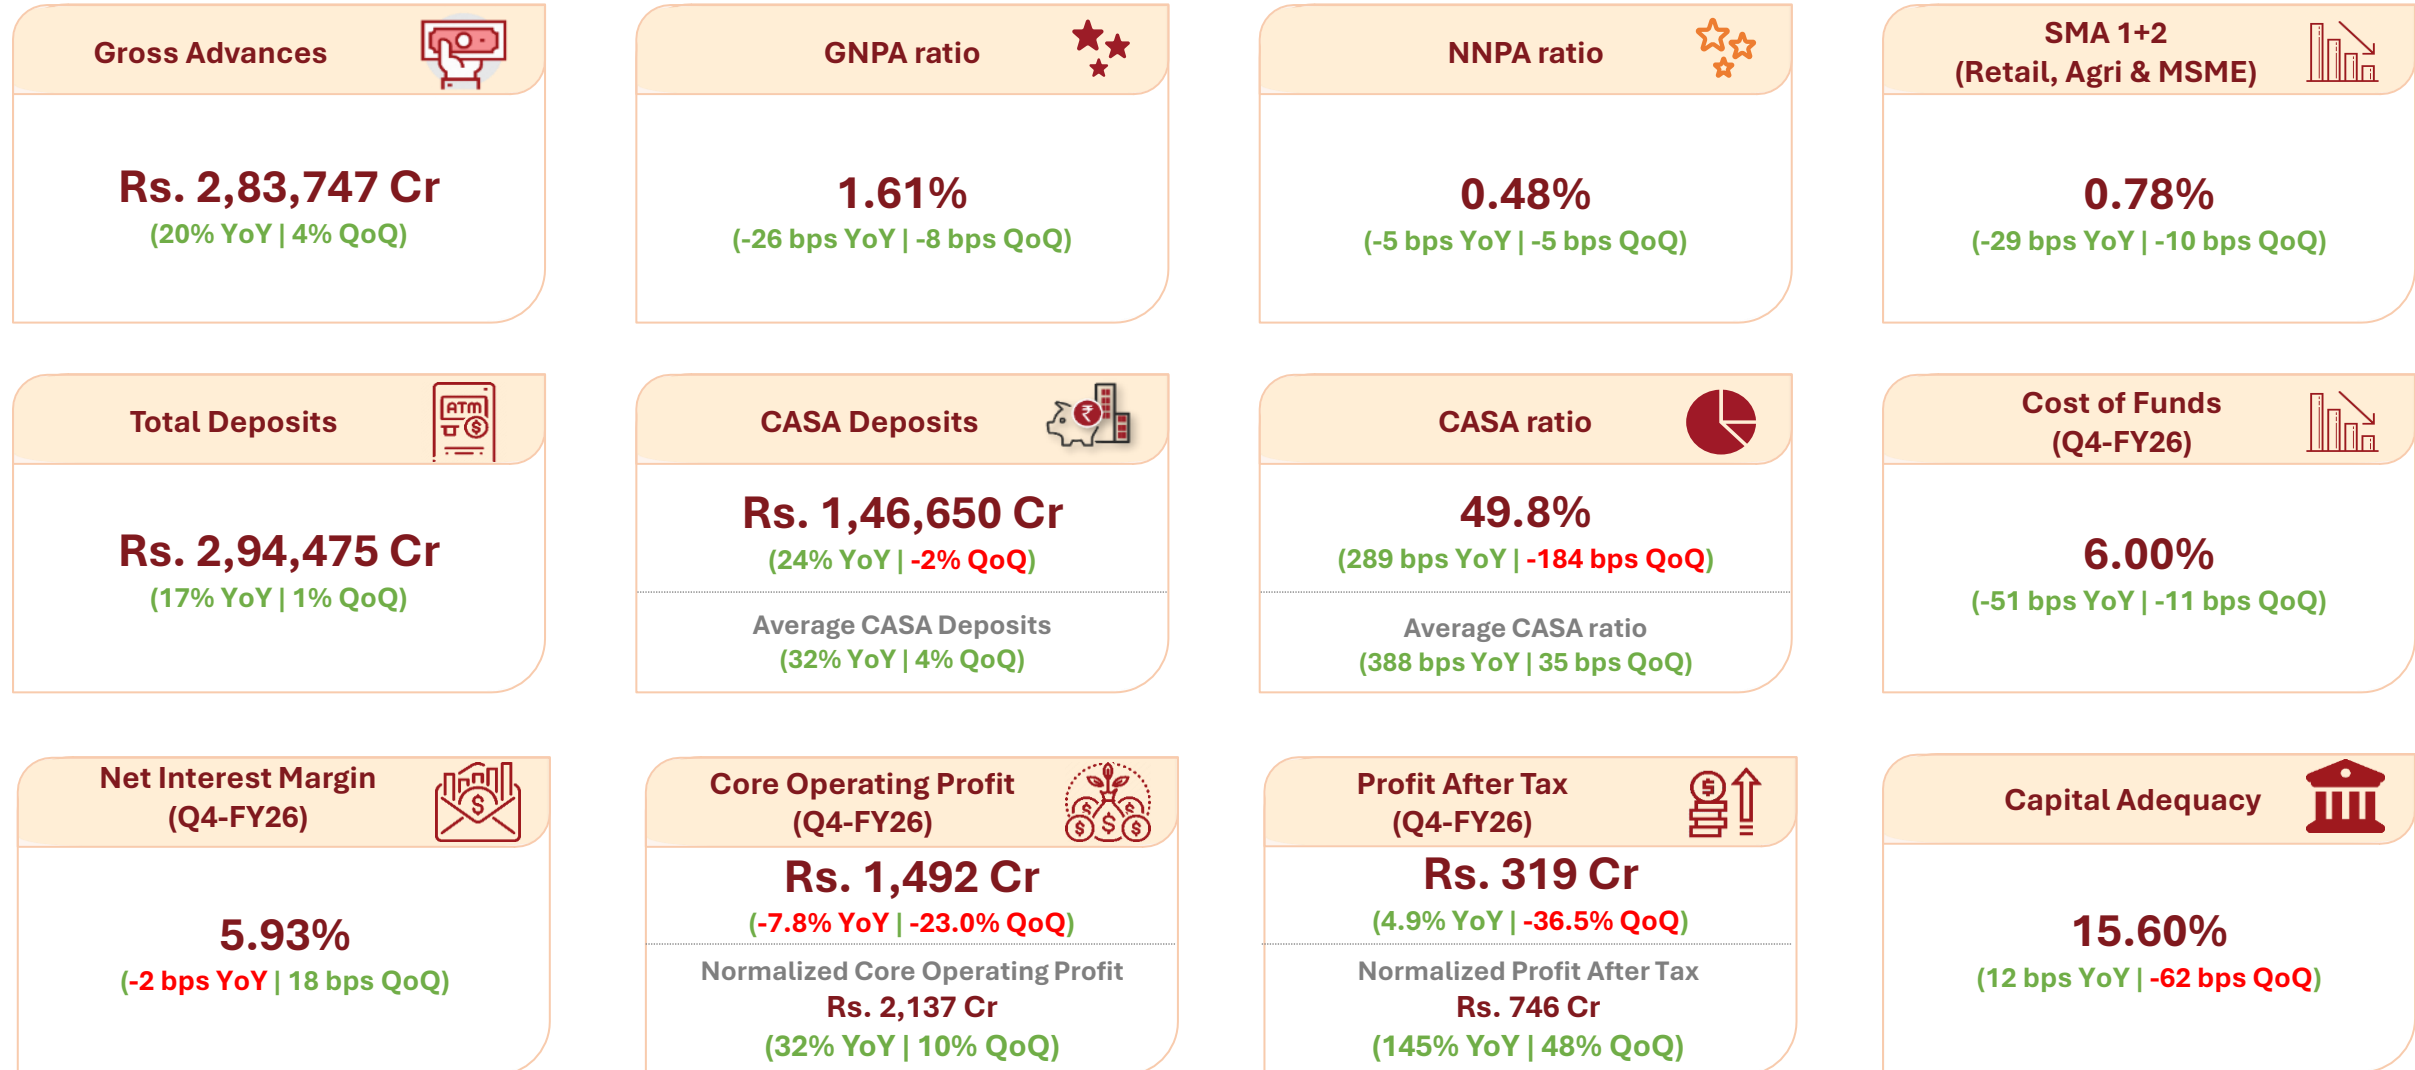 Gross Advances
Rs. 2,83,747 Cr
(20% YoY | 4% QoQ)
GNPA ratio
1.61%
(-26 bps YoY | -8 bps QoQ)
NNPA ratio
0.48%
(-5 bps YoY | -5 bps QoQ)
SMA 1+2
(Retail, Agri & MSME)
0.78%
(-29 bps YoY | -10 bps QoQ)
Total Deposits
ATM
Rs. 2,94,475 Cr
(17% YoY | 1% QoQ)
CASA Deposits
Rs. 1,46,650 Cr
(24% YoY | -2% QoQ)
Average CASA Deposits
(32% YoY | 4% QoQ)
CASA ratio
49.8%
(289 bps YoY | -184 bps QoQ)
Average CASA ratio
(388 bps YoY | 35 bps QoQ)
Cost of Funds
(Q4-FY26)
6.00%
(-51 bps YoY | -11 bps QoQ)
Net Interest Margin
(Q4-FY26)
5.93%
(-2 bps YoY | 18 bps QoQ)
Core Operating Profit
(Q4-FY26)
Rs. 1,492 Cr
(-7.8% YoY | -23.0% QoQ)
Normalized Core Operating Profit
Rs. 2,137 Cr
(32% YoY | 10% QoQ)
Profit After Tax
(Q4-FY26)
Rs. 319 Cr
(4.9% YoY | -36.5% QoQ)
Normalized Profit After Tax
Rs. 746 Cr
(145% YoY | 48% QoQ)
Capital Adequacy
15.60%
(12 bps YoY | -62 bps QoQ)